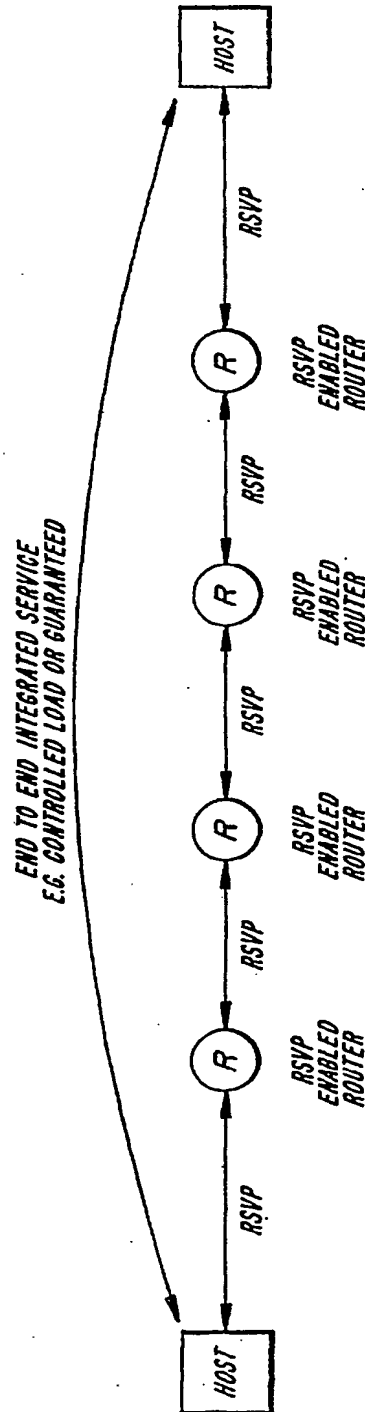 END TO END INTEGRATED SERVICE
E.G. CONTROLLED LOAD OR GUARANTEED
HOST
RSVP
R
RSVP
R
RSVP
R
RSVP
R
RSVP
HOST
RSVP
ENABLED
ROUTER
RSVP
ENABLED
ROUTER
RSVP
ENABLED
ROUTER
RSVP
ENABLED
ROUTER